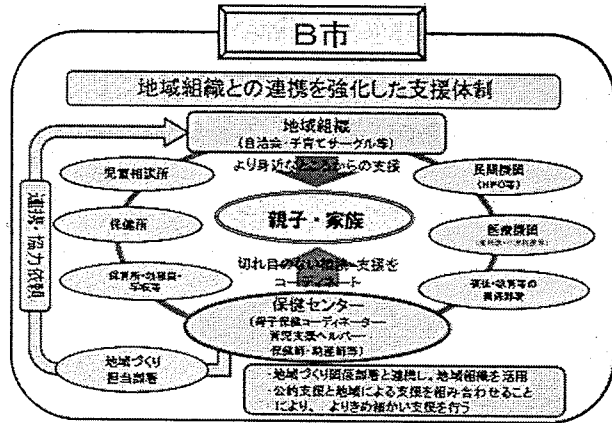 B市
地域組織との連携を強化した支援体制
地域組織
(自治会・子育てサークル等)
より身近なところからの支援
児童相談所
民間機関
(NPO等)
連携・協力依頼
保健所
親子・家族
医療機関
切れ目のない相談・支援を
コーディネート
保育所・幼稚園・
学校等
福祉・教育等の
関係部署
保健センター
(母子保健コーディネーター
育児支援ヘルパー
保健師・助産師等)
地域づくり
担当部署
・地域づくり関係部署と連携し、地域組織を活用
・公的支援と地域による支援を組み合わせること
により、よりきめ細かい支援を行う